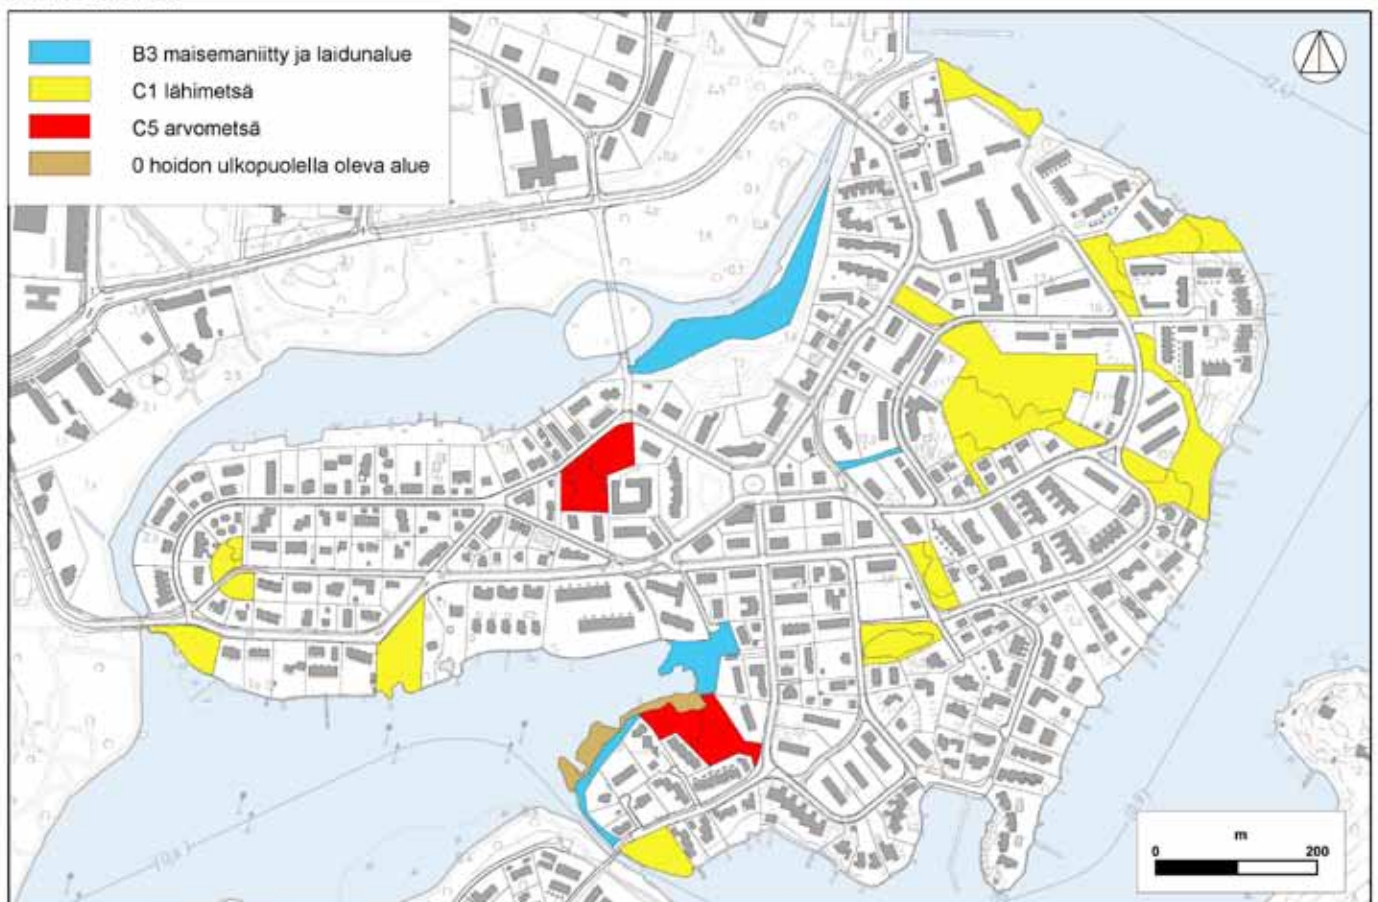 B3 maisemaniitty ja laidunalue
C1 lähimetsä
C5 arvometsä
0 hoidon ulkopuolella oleva alue
m
0 200